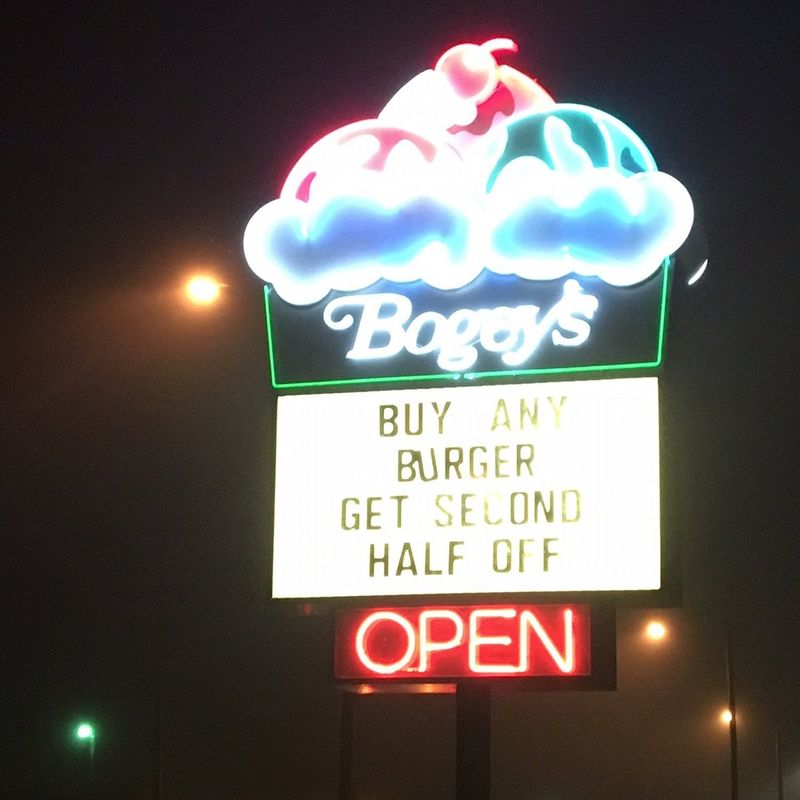 Bogey's
BUY ANY
BURGER
GET SECOND
HALF OFF
OPEN